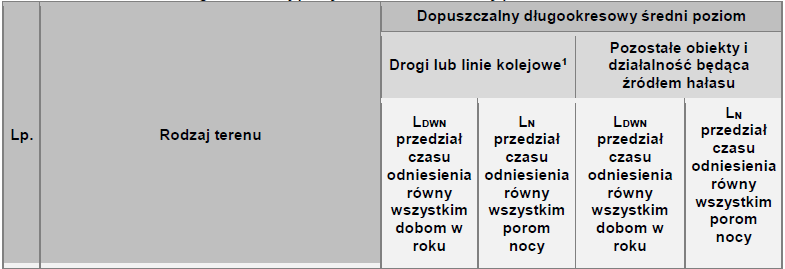 Dopuszczalny długookresowy średni poziom
Drogi lub linie kolejowe¹
Pozostałe obiekty i
działalność będąca
źródłem hałasu
Lp.
Rodzaj terenu
LDWN
przedział
czasu
odniesienia
równy
wszystkim
dobom w
roku
LN
przedział
czasu
odniesienia
równy
wszystkim
porom
nocy
LDWN
przedział
czasu
odniesienia
równy
wszystkim
dobom w
roku
LN
przedział
czasu
odniesienia
równy
wszystkim
porom
nocy